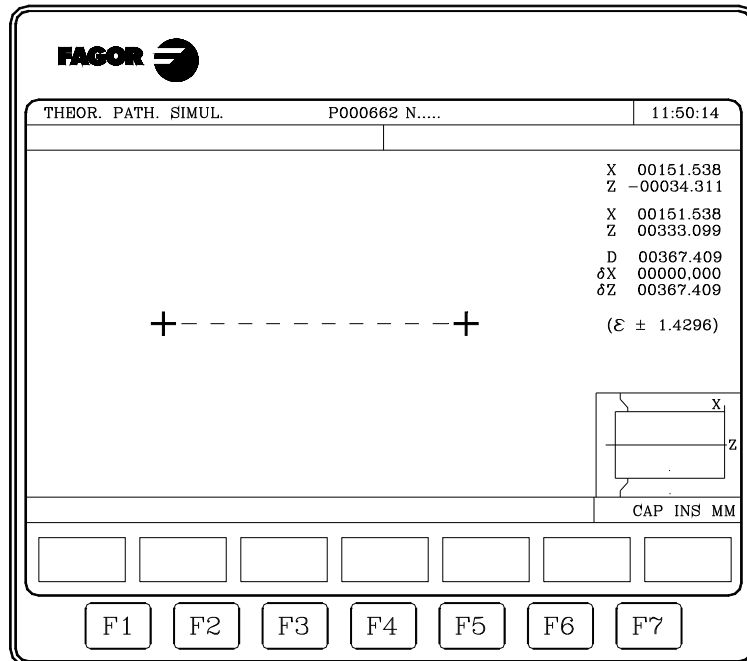 FAGOR
THEOR. PATH. SIMUL. P000662 N..... 11:50:14
X 00151.538
Z -00034.311
X 00151.538
Z 00333.099
D 00367.409
δX 00000,000
δZ 00367.409
(ε ± 1.4296)
X
Z
CAP INS MM
F1 F2 F3 F4 F5 F6 F7